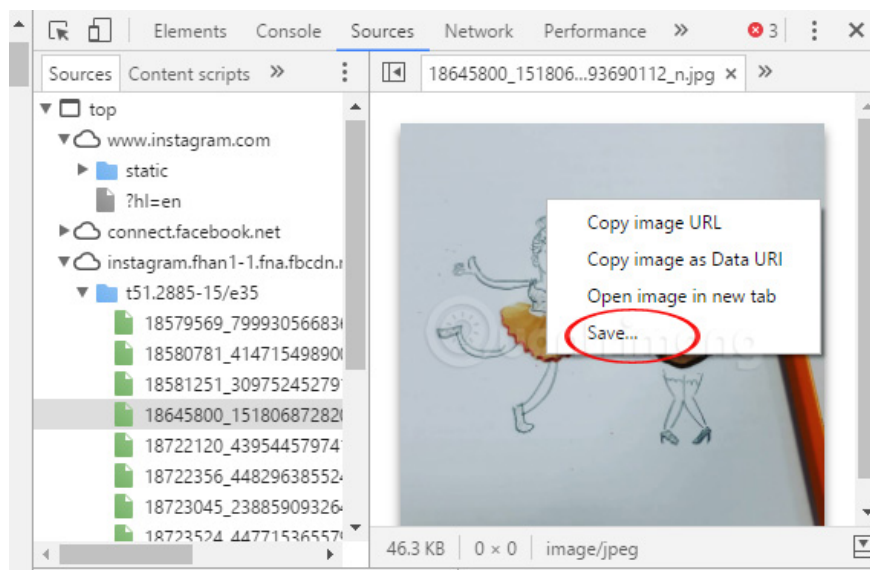 Elements Console Sources Network Performance » 3
Sources Content scripts »
18645800_151806...93690112_n.jpg × »
top
www.instagram.com
static
?hl=en
connect.facebook.net
instagram.fhan1-1.fna.fbcdn.r
t51.2885-15/e35
18579569_79993056683
18580781_41471549890
18581251_30975245279
18645800_15180687282
18722120_43954457974
18722356_44829638552
18723045_23885909326
18723524_44771536557
Copy image URL
Copy image as Data URI
Open image in new tab
Save...
46.3 KB 0 × 0 image/jpeg